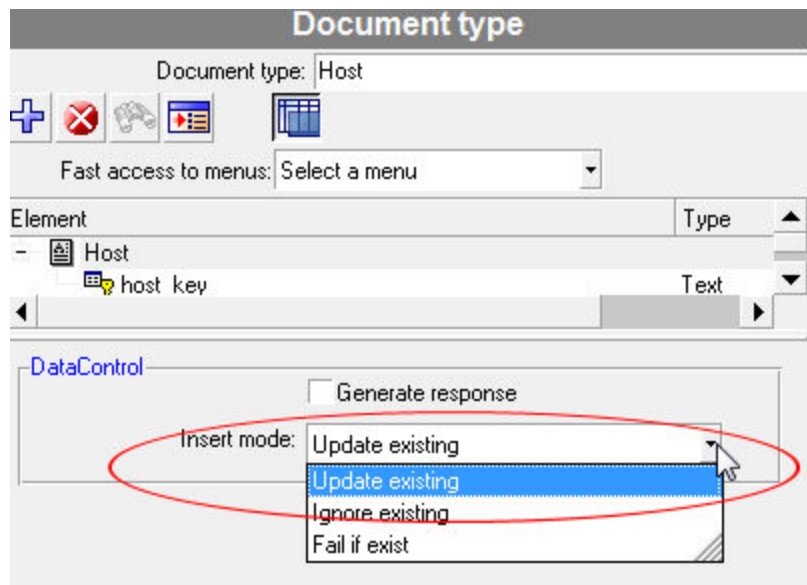 Document type
Document type: Host
Fast access to menus: Select a menu
Element Type
Host
host_key Text
DataControl
Generate response
Insert mode: Update existing
Update existing
Ignore existing
Fail if exist